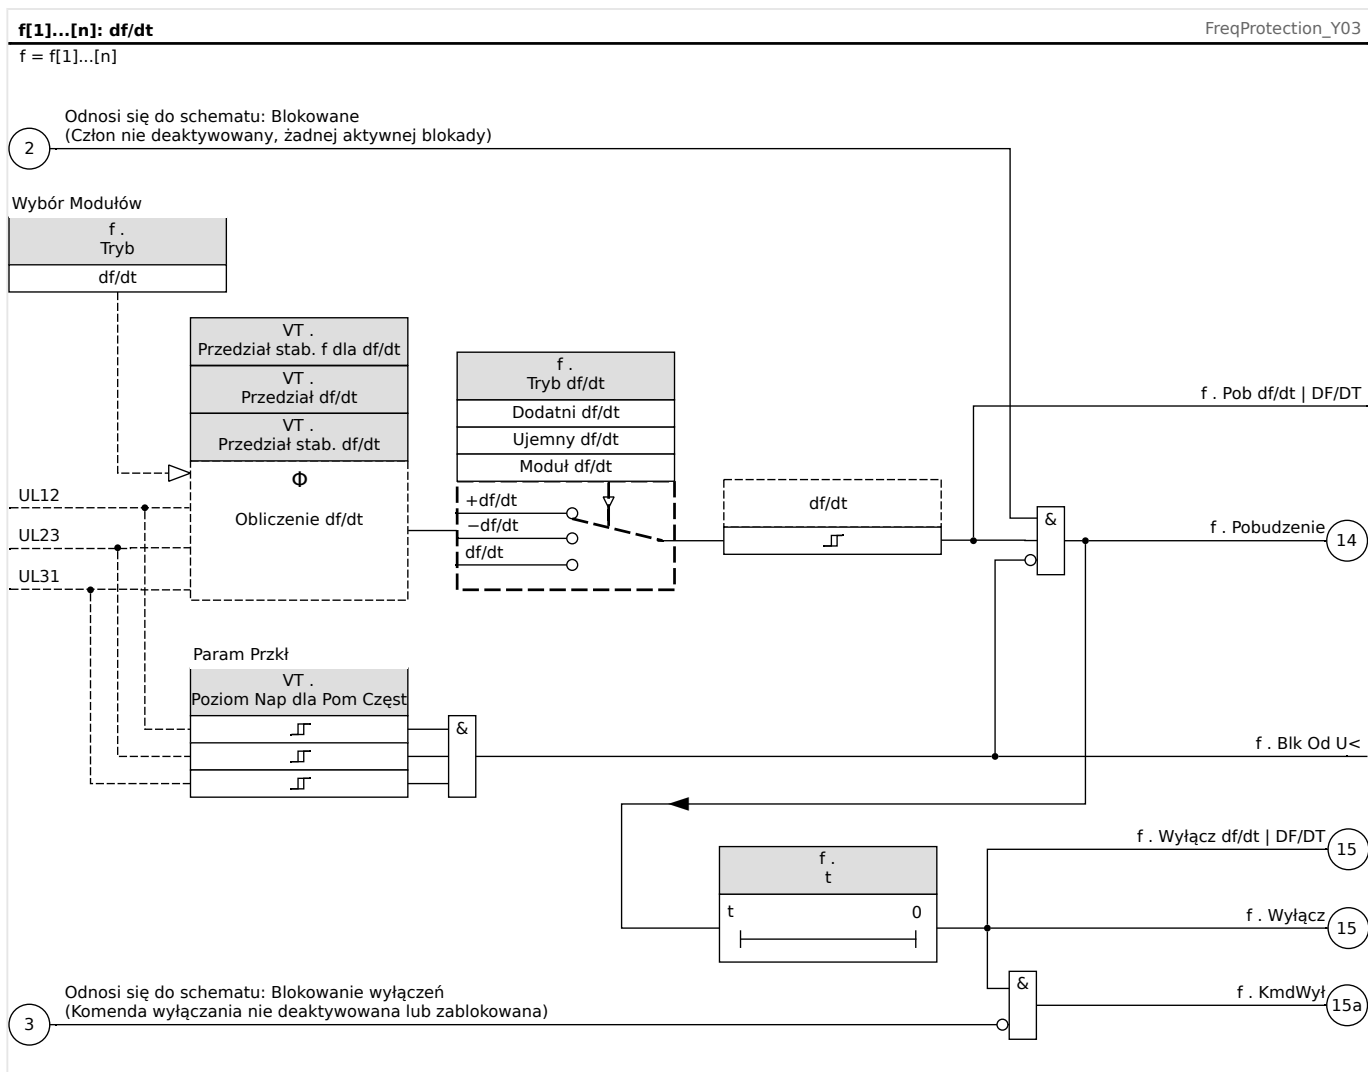 f[1]...[n]: df/dt
FreqProtection_Y03
f = f[1]...[n]
Odnosi się do schematu: Blokowane
(Człon nie deaktywowany, żadnej aktywnej blokady)
2
Wybór Modułów
f .
Tryb
df/dt
VT .
Przedział stab. f dla df/dt
VT .
Przedział df/dt
VT .
Przedział stab. df/dt
Φ
Obliczenie df/dt
UL12
UL23
UL31
f .
Tryb df/dt
Dodatni df/dt
Ujemny df/dt
Moduł df/dt
+df/dt
−df/dt
df/dt
df/dt
f . Pob df/dt | DF/DT
&
f . Pobudzenie
14
Param Przkł
VT .
Poziom Nap dla Pom Częst
&
f . Blk Od U<
f .
t
t
0
f . Wyłącz df/dt | DF/DT
15
f . Wyłącz
15
&
f . KmdWył
15a
Odnosi się do schematu: Blokowanie wyłączeń
(Komenda wyłączania nie deaktywowana lub zablokowana)
3